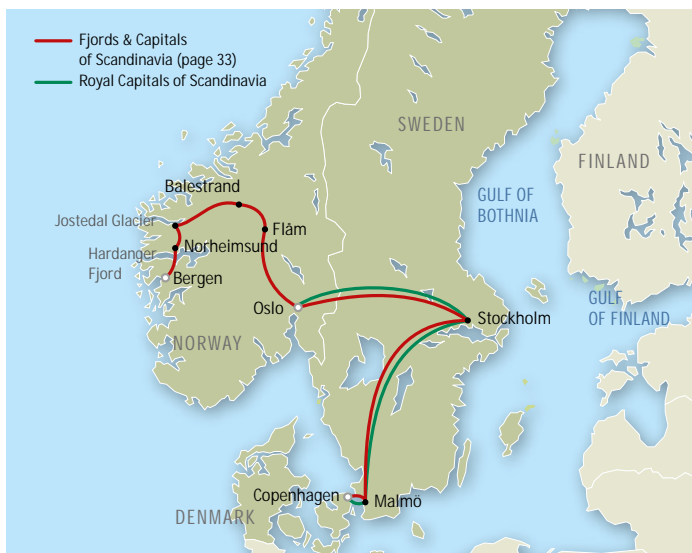 Fjords & Capitals
of Scandinavia (page 33)
Royal Capitals of Scandinavia
SWEDEN
FINLAND
Balestrand
GULF OF
BOTHNIA
Jostedal Glacier
Flåm
Hardanger
Fjord
Norheimsund
Bergen
Oslo
GULF
OF FINLAND
Stockholm
NORWAY
Copenhagen
Malmö
DENMARK